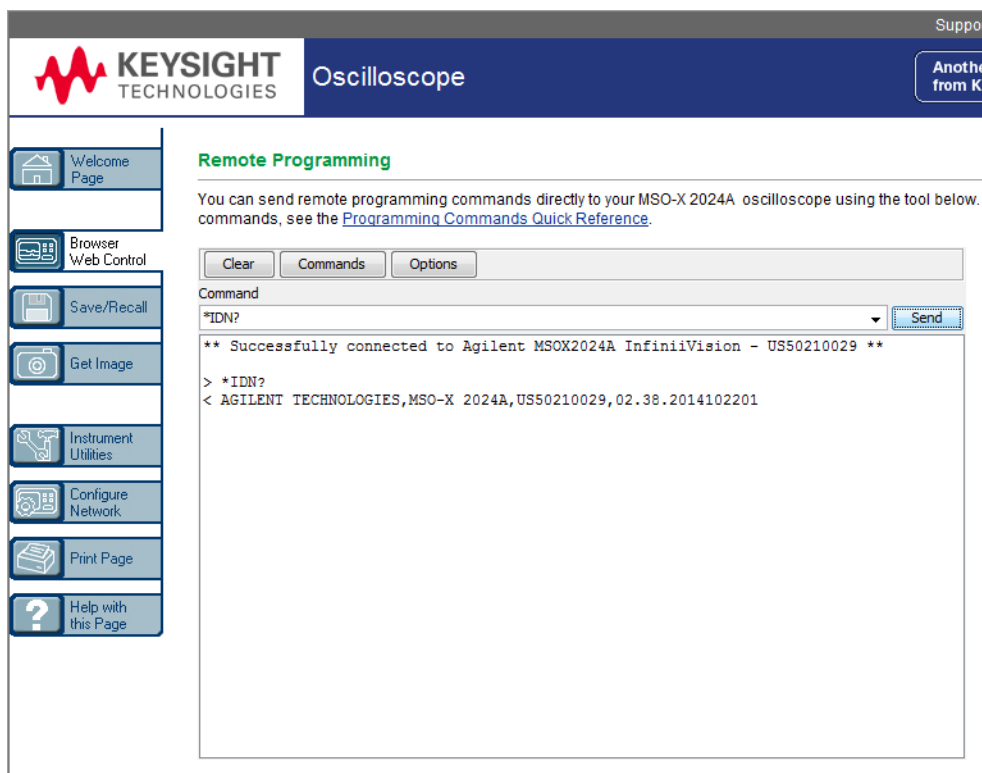 Suppo
KEYSIGHT
TECHNOLOGIES
Oscilloscope
Anothe
from K
Welcome
Page
Browser
Web Control
Save/Recall
Get Image
Instrument
Utilities
Configure
Network
Print Page
Help with
this Page
Remote Programming
You can send remote programming commands directly to your MSO-X 2024A oscilloscope using the tool below.
commands, see the Programming Commands Quick Reference.
Clear Commands Options
Command
*IDN? Send
** Successfully connected to Agilent MSOX2024A InfiniiVision - US50210029 **
> *IDN?
< AGILENT TECHNOLOGIES,MSO-X 2024A,US50210029,02.38.2014102201